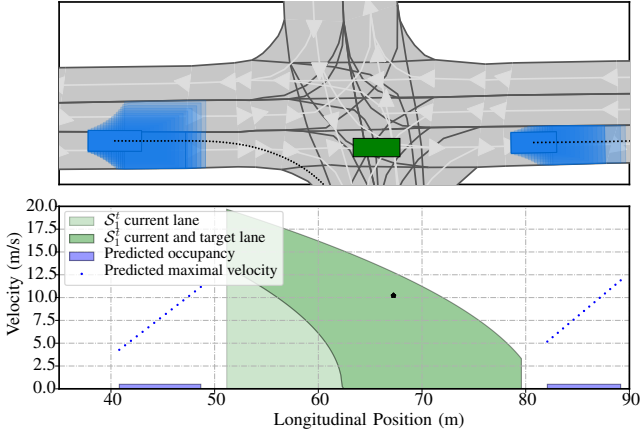 20.0
17.5
15.0
12.5
10.0
7.5
5.0
2.5
0.0
Velocity (m/s)
S₁ᵗ current lane
S₁ᵗ current and target lane
Predicted occupancy
Predicted maximal velocity
40 50 60 70 80 90
Longitudinal Position (m)